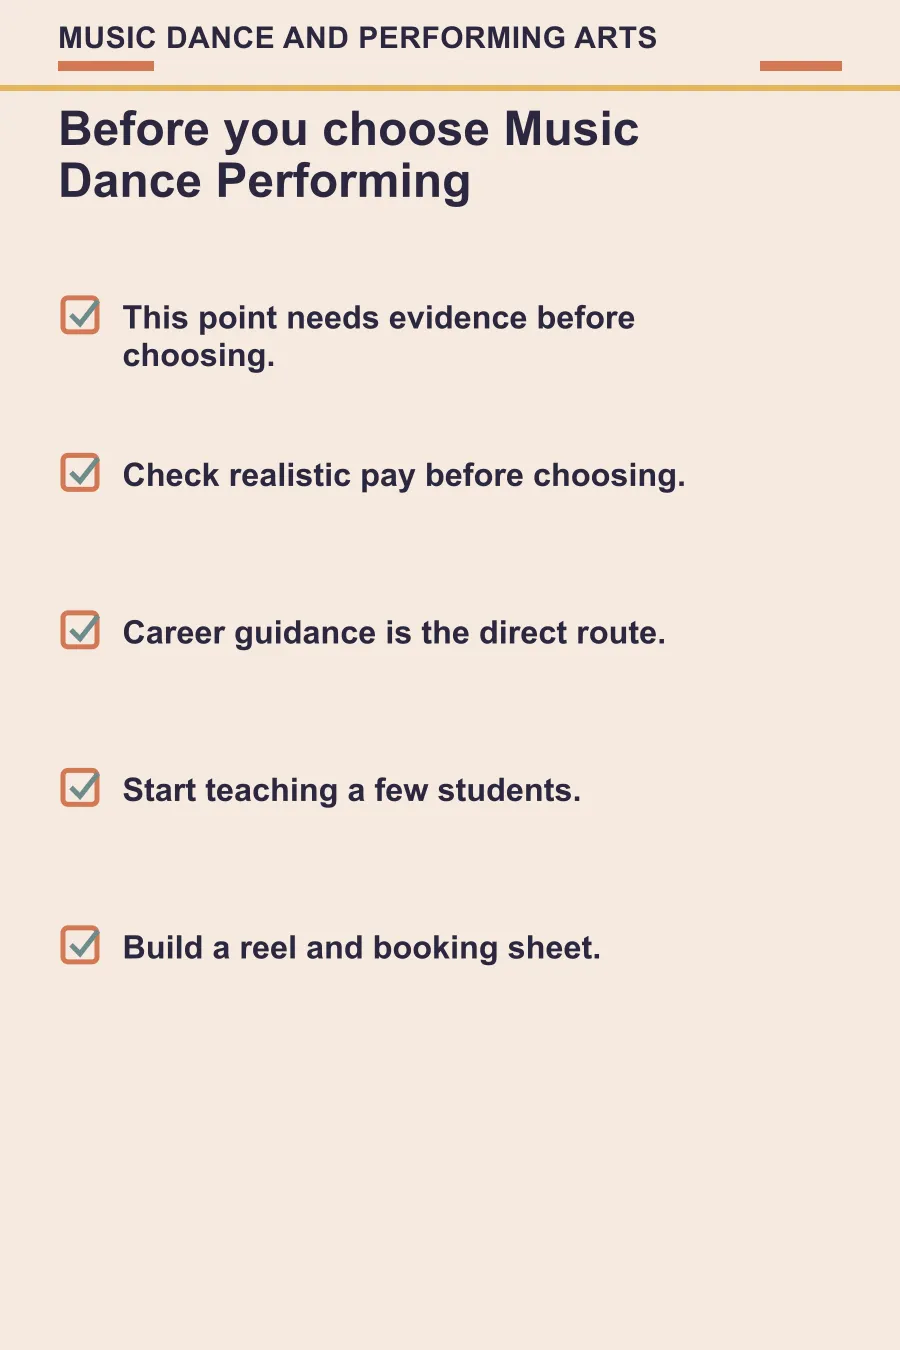 MUSIC DANCE AND PERFORMING ARTS
Before you choose Music
Dance Performing
This point needs evidence before
choosing.
Check realistic pay before choosing.
Career guidance is the direct route.
Start teaching a few students.
Build a reel and booking sheet.